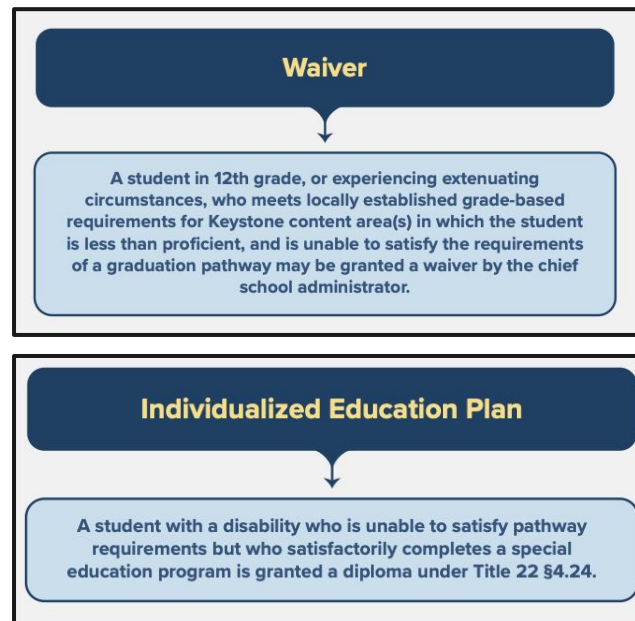 Waiver
A student in 12th grade, or experiencing extenuating
circumstances, who meets locally established grade-based
requirements for Keystone content area(s) in which the student
is less than proficient, and is unable to satisfy the requirements
of a graduation pathway may be granted a waiver by the chief
school administrator.
Individualized Education Plan
A student with a disability who is unable to satisfy pathway
requirements but who satisfactorily completes a special
education program is granted a diploma under Title 22 §4.24.